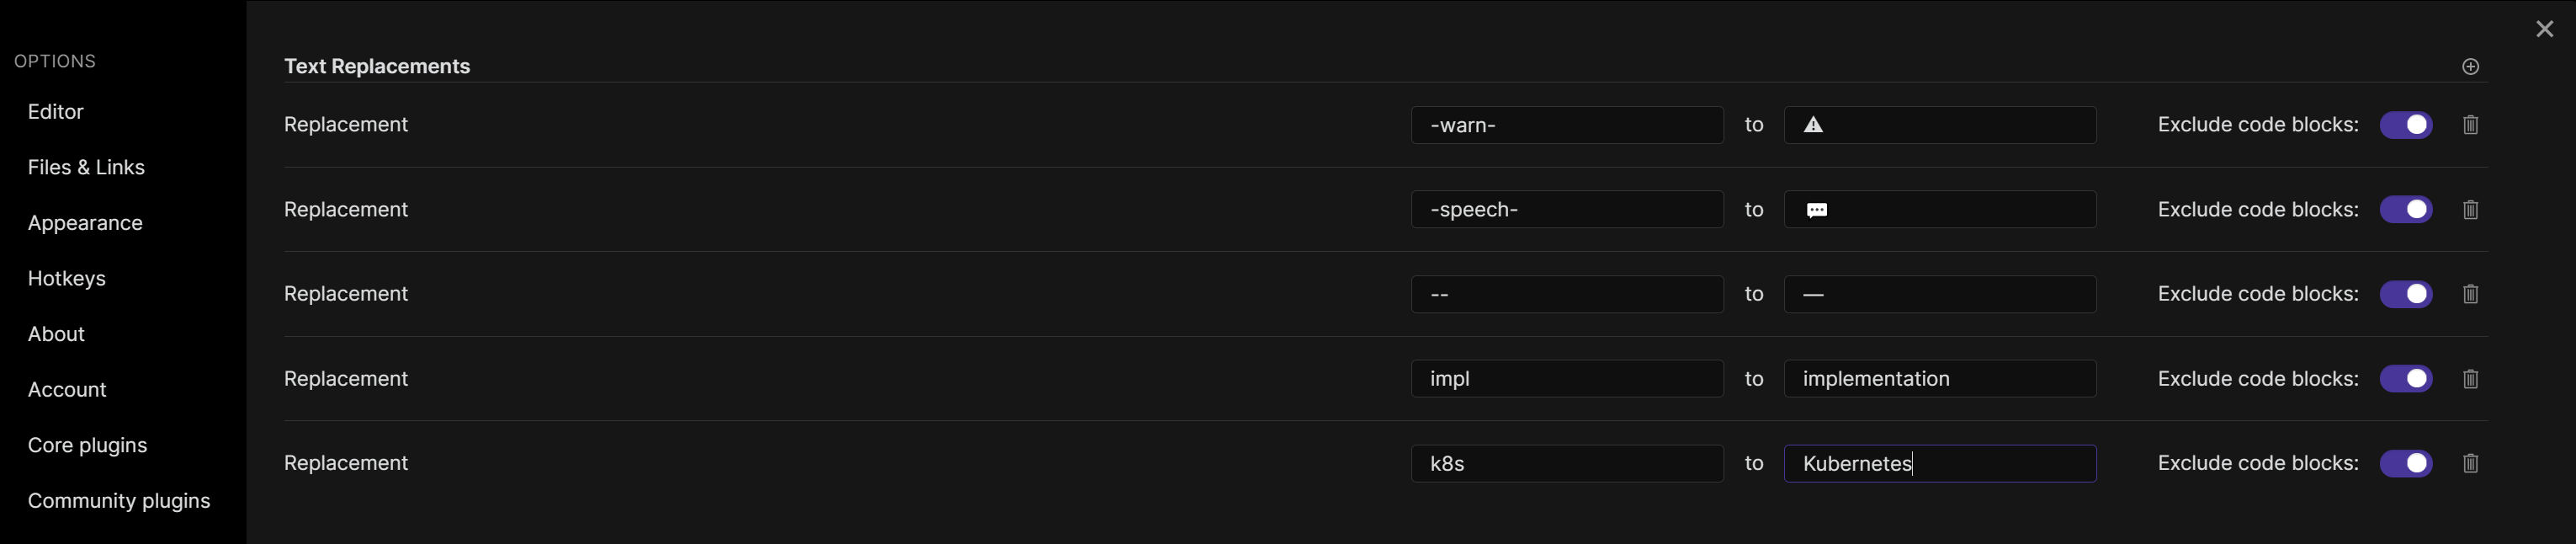 OPTIONS
Editor
Files & Links
Appearance
Hotkeys
About
Account
Core plugins
Community plugins
Text Replacements
Replacement -warn- to ⚠ Exclude code blocks:
Replacement -speech- to 💬 Exclude code blocks:
Replacement -- to — Exclude code blocks:
Replacement impl to implementation Exclude code blocks:
Replacement k8s to Kubernetes Exclude code blocks: